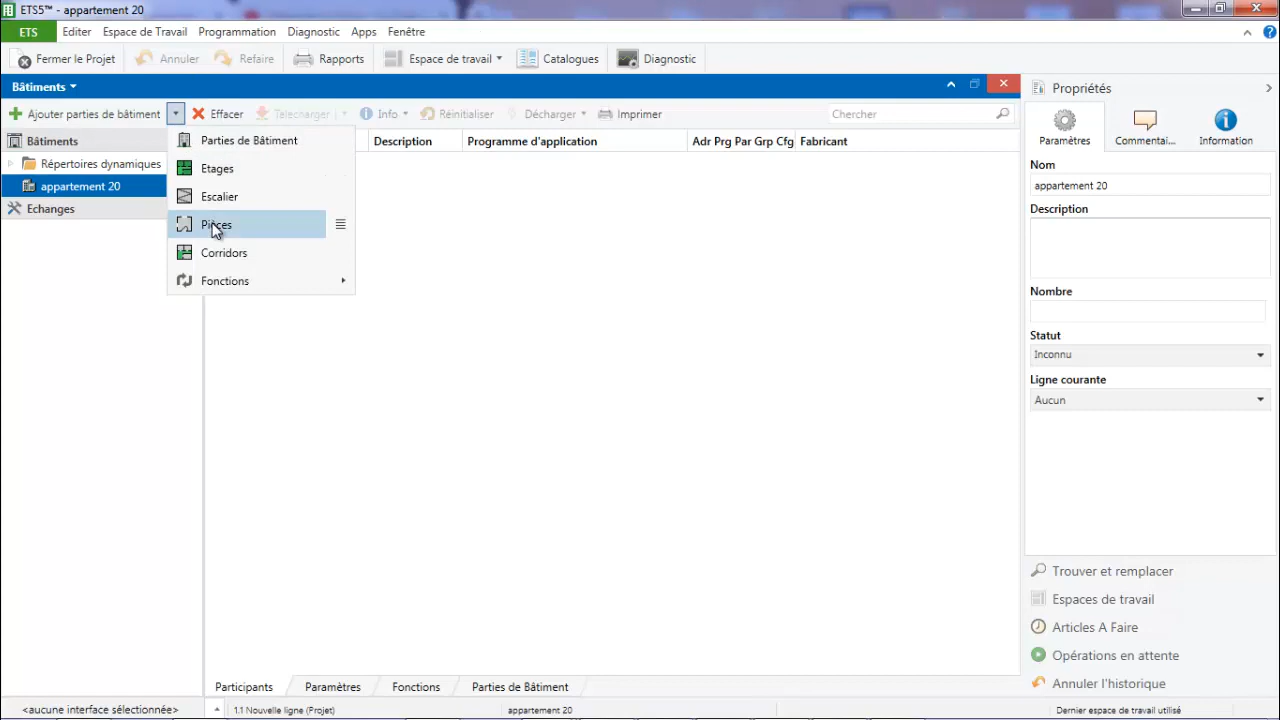 ETS5™ - appartement 20
ETS Editer Espace de Travail Programmation Diagnostic Apps Fenêtre
Fermer le Projet Annuler Refaire Rapports Espace de travail Catalogues Diagnostic
Bâtiments
Ajouter parties de bâtiment Effacer Télécharger Info Réinitialiser Décharger Imprimer Chercher
Bâtiments
Répertoires dynamiques
appartement 20
Echanges
Parties de Bâtiment
Etages
Escalier
Pièces
Corridors
Fonctions
Description Programme d'application Adr Prg Par Grp Cfg Fabricant
Propriétés
Paramètres Commentai... Information
Nom
appartement 20
Description
Nombre
Statut
Inconnu
Ligne courante
Aucun
Trouver et remplacer
Espaces de travail
Articles A Faire
Opérations en attente
Annuler l'historique
Participants Paramètres Fonctions Parties de Bâtiment
<aucune interface sélectionnée> 1.1 Nouvelle ligne (Projet) appartement 20 Dernier espace de travail utilisé